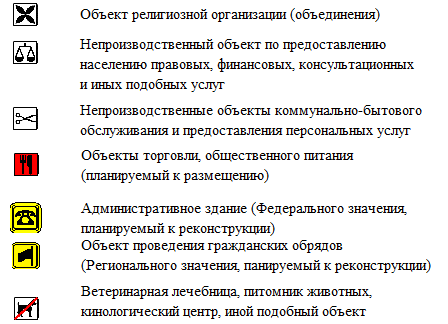 Объект религиозной организации (объединения)
Непроизводственный объект по предоставлению
населению правовых, финансовых, консультационных
и иных подобных услуг
Непроизводственные объекты коммунально-бытового
обслуживания и предоставления персональных услуг
Объекты торговли, общественного питания
(планируемый к размещению)
Административное здание (Федерального значения,
планируемый к реконструкции)
Объект проведения гражданских обрядов
(Регионального значения, панируемый к реконструкции)
Ветеринарная лечебница, питомник животных,
кинологический центр, иной подобный объект